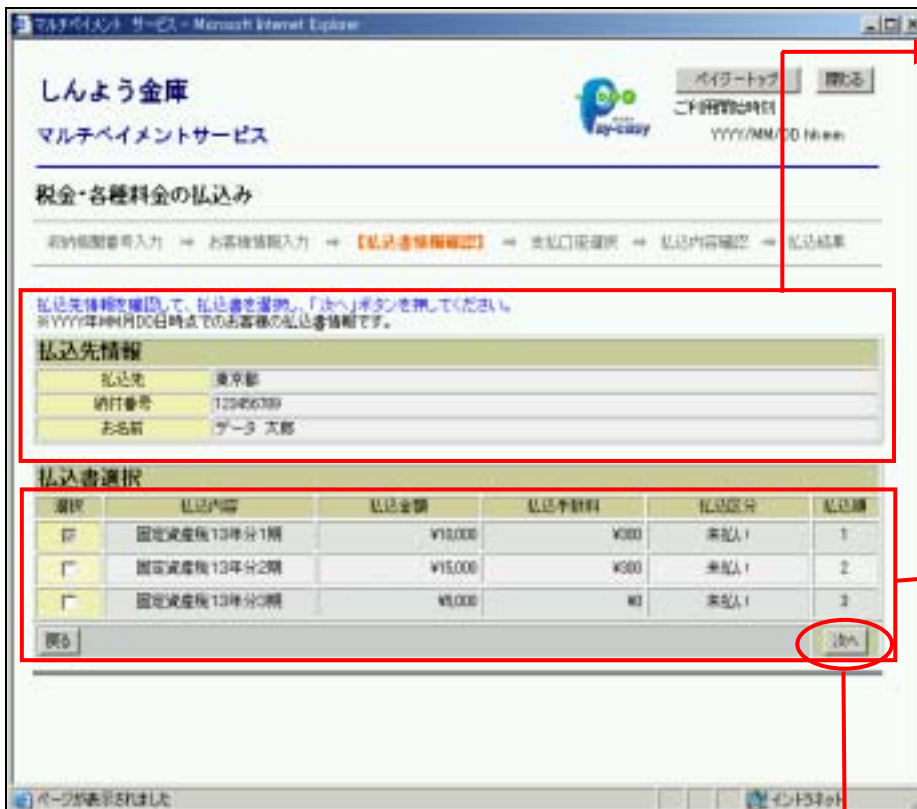 マルチペイメント サービス - Microsoft Internet Explorer
しんよう金庫
マルチペイメントサービス
Pay-easy
ペイジートップ 閉じる
ご利用開始時刻
YYYY/MM/DD hh:mm
税金・各種料金の払込み
収納機関番号入力 ⇒ お客様情報入力 ⇒ 【払込書情報確認】 ⇒ 支払口座選択 ⇒ 払込内容確認 ⇒ 払込結果
払込先情報を確認して、払込書を選択し、「次へ」ボタンを押してください。
※YYYY年MM月DD日時点でのお客様の払込書情報です。
払込先情報
払込先 東京都
納付番号 123456789
お名前 データ 太郎
払込書選択
選択 払込内容 払込金額 払込手数料 払込区分 払込順
固定資産税13年分1期 ¥10,000 ¥300 未払い 1
固定資産税13年分2期 ¥15,000 ¥300 未払い 2
固定資産税13年分3期 ¥5,000 ¥0 未払い 3
戻る 次へ
ページが表示されました イントラネット